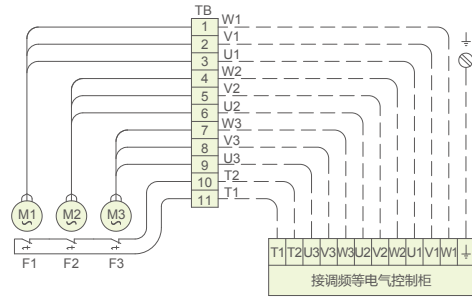 TB
1 W1
2 V1
3 U1
4 W2
5 V2
6 U2
7 W3
8 V3
9 U3
10 T2
11 T1
M1 M2 M3
F1 F2 F3
T1 T2 U3 V3 W3 U2 V2 W2 U1 V1 W1
接调频等电气控制柜